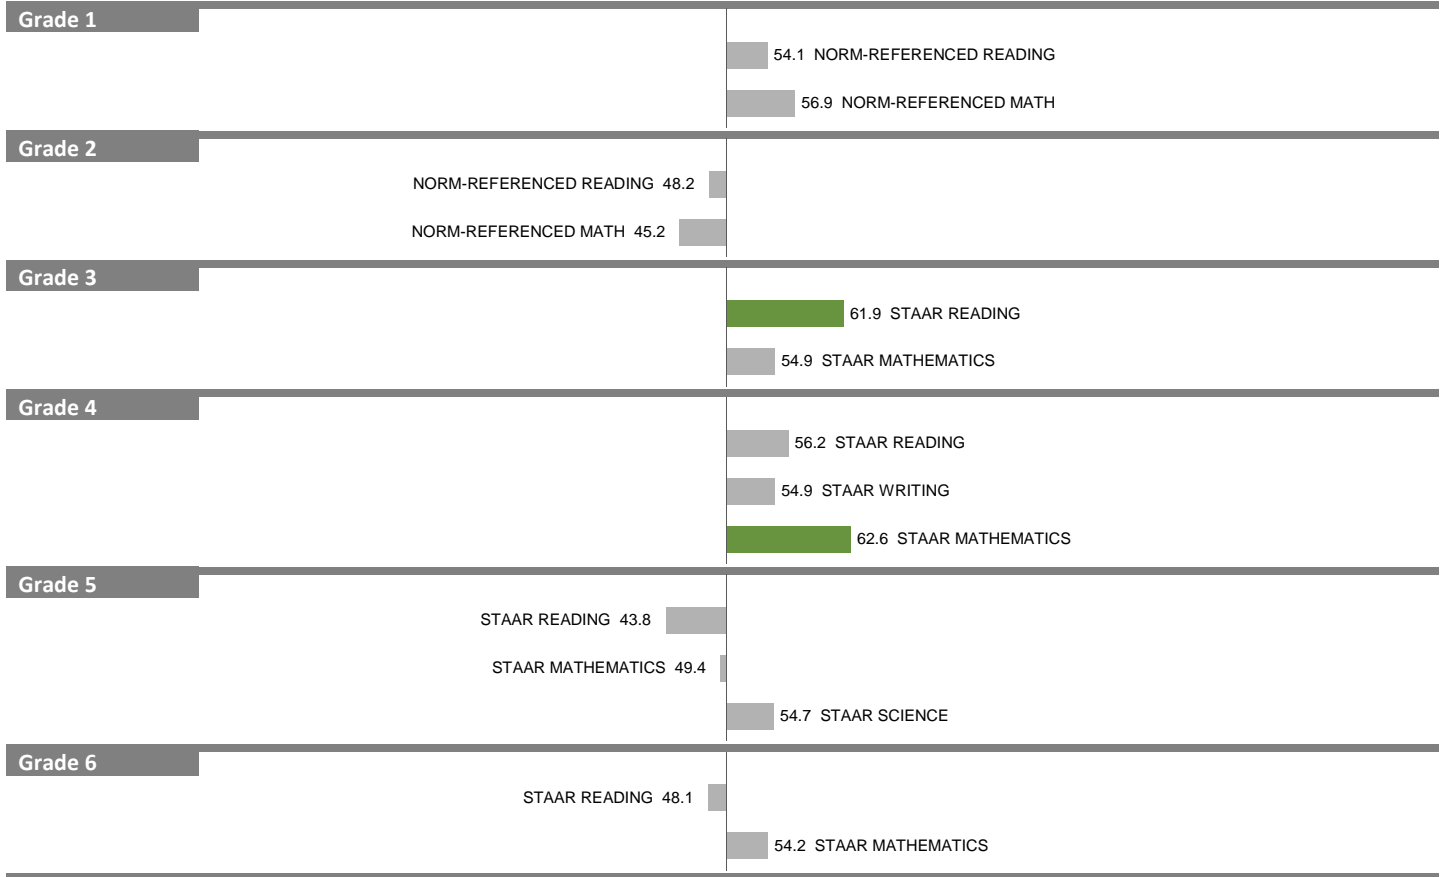 Grade 1
54.1 NORM-REFERENCED READING
56.9 NORM-REFERENCED MATH
Grade 2
NORM-REFERENCED READING 48.2
NORM-REFERENCED MATH 45.2
Grade 3
61.9 STAAR READING
54.9 STAAR MATHEMATICS
Grade 4
56.2 STAAR READING
54.9 STAAR WRITING
62.6 STAAR MATHEMATICS
Grade 5
STAAR READING 43.8
STAAR MATHEMATICS 49.4
54.7 STAAR SCIENCE
Grade 6
STAAR READING 48.1
54.2 STAAR MATHEMATICS